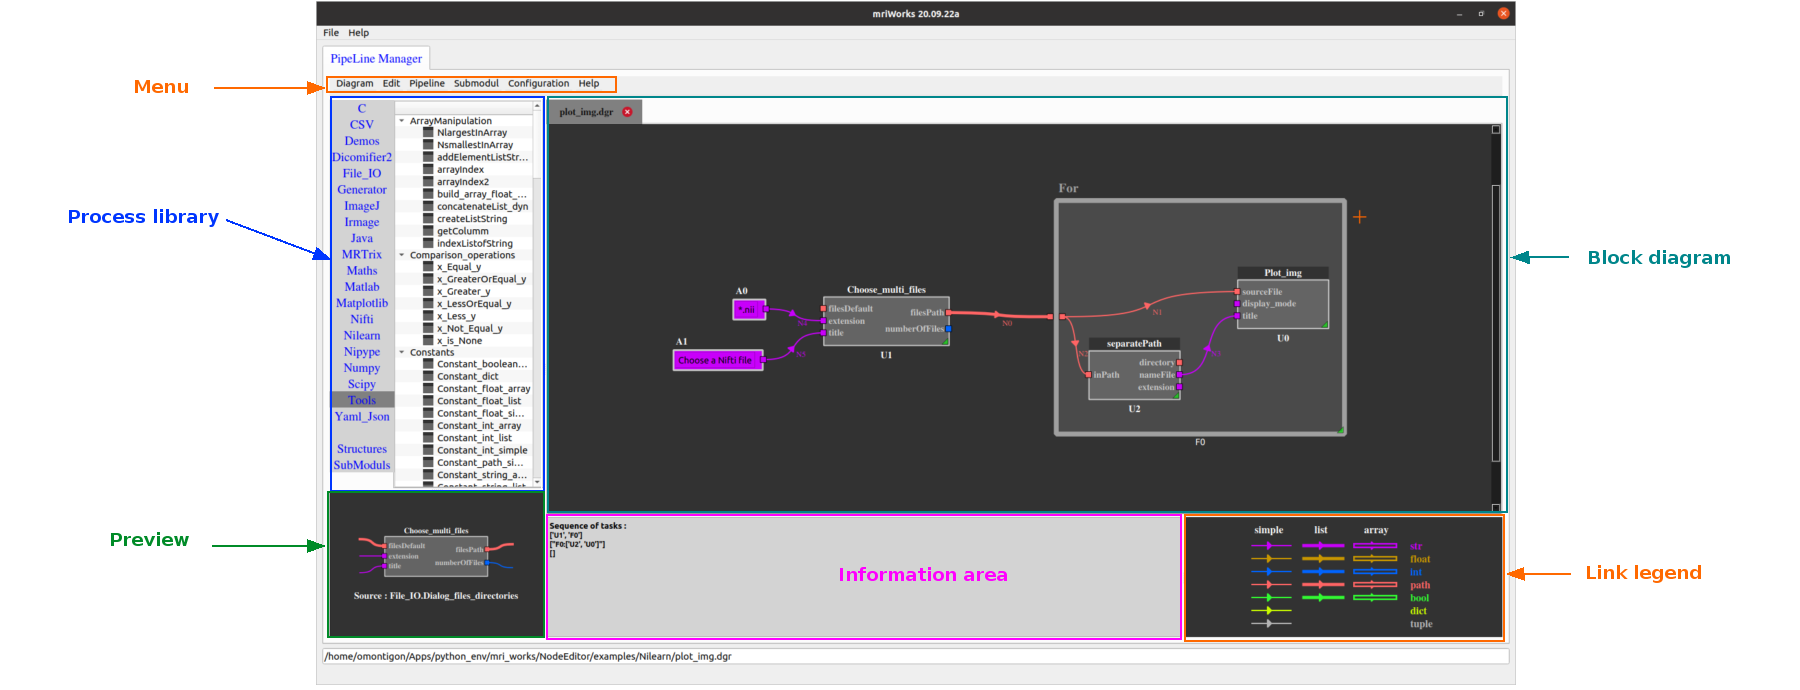 mriWorks 20.09.22a
File Help
PipeLine Manager
Menu
Diagram Edit Pipeline Submodul Configuration Help
C
CSV
Demos
Dicomifier2
File_IO
Generator
ImageJ
Irmage
Java
MRTrix
Maths
Matlab
Matplotlib
Nifti
Nilearn
Nipype
Numpy
Scipy
Tools
Yaml_Json
Structures
SubModuls
ArrayManipulation
NlargestInArray
NsmallestInArray
addElementListStr...
arrayIndex
arrayIndex2
build_array_float_...
concatenateList_dyn
createListString
getColumm
indexListofString
Comparison_operations
x_Equal_y
x_GreaterOrEqual_y
x_Greater_y
x_LessOrEqual_y
x_Less_y
x_Not_Equal_y
x_is_None
Constants
Constant_boolean...
Constant_dict
Constant_float_array
Constant_float_list
Constant_float_si...
Constant_int_array
Constant_int_list
Constant_int_simple
Constant_path_si...
Constant_string_a...
Constant_string_list
Process library
plot_img.dgr
A0
*.nii
A1
Choose a Nifti file
N4
N5
Choose_multi_files
filesDefault
extension
title
filesPath
numberOfFiles
U1
N0
For
N1
N2
separatePath
inPath
directory
nameFile
extension
U2
Plot_img
sourceFile
display_mode
title
U0
F0
Block diagram
Preview
Choose_multi_files
filesDefault
extension
title
filesPath
numberOfFiles
Source : File_IO.Dialog_files_directories
Sequence of tasks :
['U1', 'F0']
["F0:['U2', 'U0']"]
[]
Information area
simple list array
str
float
int
path
bool
dict
tuple
Link legend
/home/omontigon/Apps/python_env/mri_works/NodeEditor/examples/Nilearn/plot_img.dgr